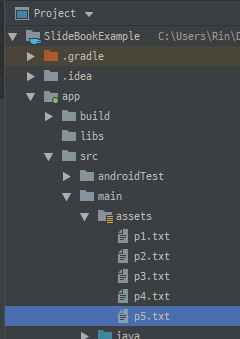 Project
SlideBookExample C:\Users\Rin\D
.gradle
.idea
app
build
libs
src
androidTest
main
assets
p1.txt
p2.txt
p3.txt
p4.txt
p5.txt
java